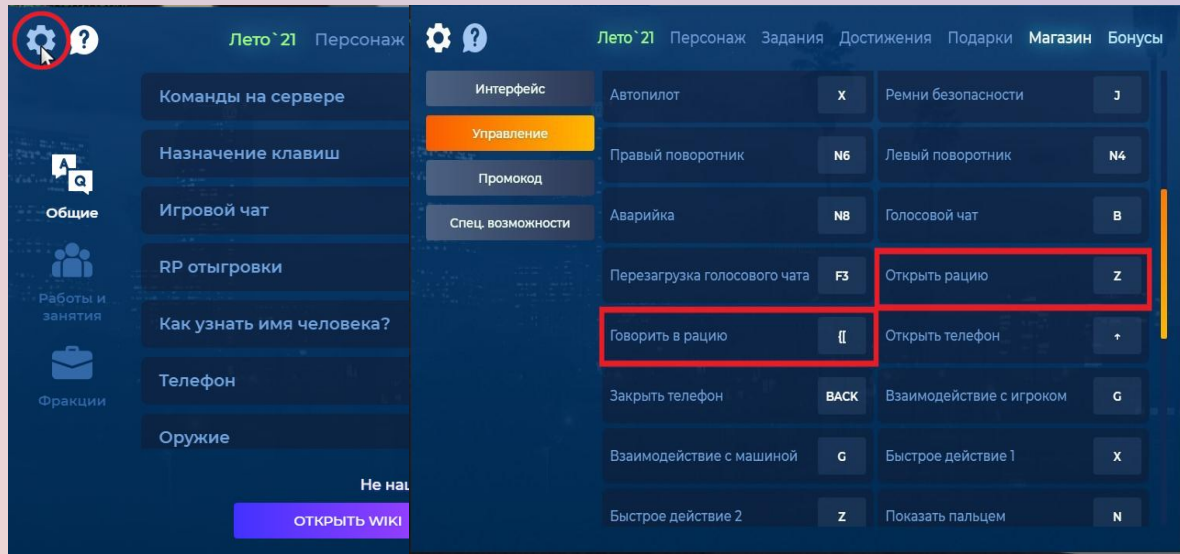 Лето`21 Персонаж
Команды на сервере
Назначение клавиш
A
Q
Общие
Игровой чат
RP отыгровки
Работы и
занятия
Как узнать имя человека?
Телефон
Фракции
Оружие
Не наш
ОТКРЫТЬ WIKI
Лето`21 Персонаж Задания Достижения Подарки Магазин Бонусы
Интерфейс
Управление
Промокод
Спец. возможности
Автопилот X Ремни безопасности J
Правый поворотник N6 Левый поворотник N4
Аварийка N8 Голосовой чат B
Перезагрузка голосового чата F3 Открыть рацию Z
Говорить в рацию {[ Открыть телефон ↑
Закрыть телефон BACK Взаимодействие с игроком G
Взаимодействие с машиной G Быстрое действие 1 X
Быстрое действие 2 Z Показать пальцем N